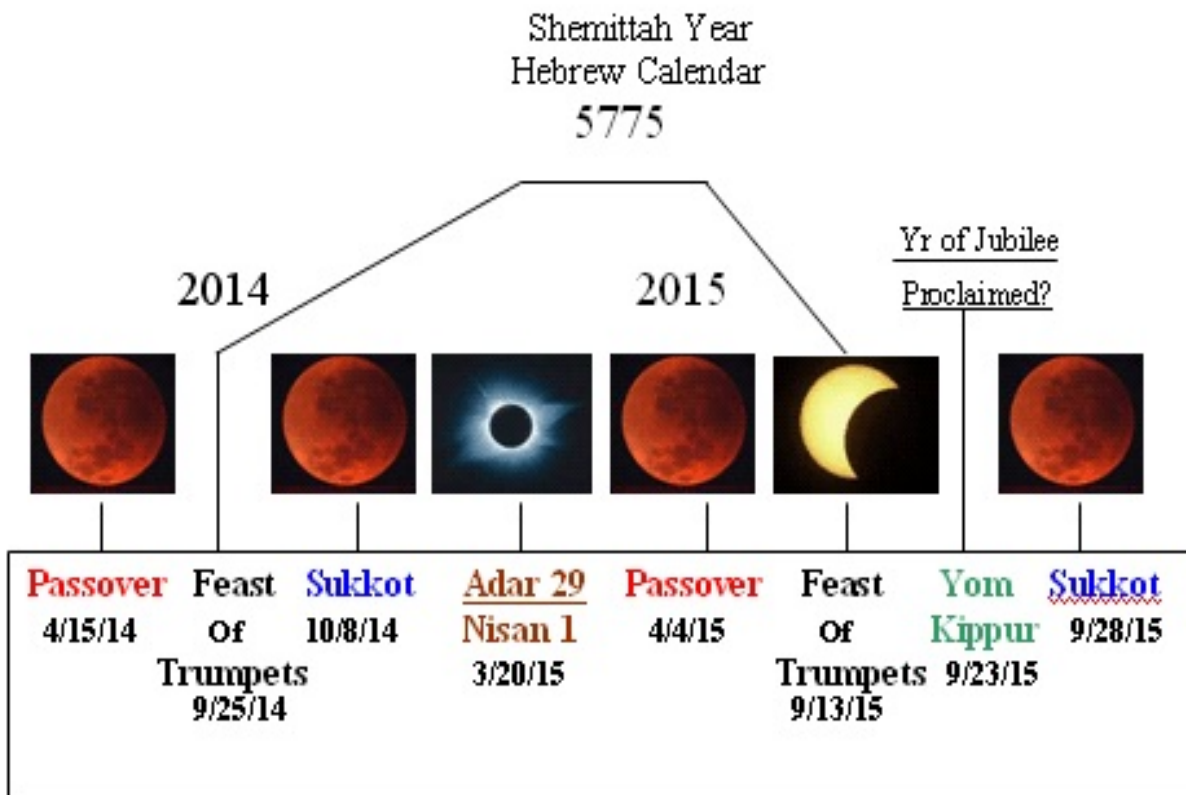 Shemittah Year
Hebrew Calendar
5775
Yr of Jubilee
Proclaimed?
2014
2015
Passover
4/15/14
Feast
Of
Trumpets
9/25/14
Sukkot
10/8/14
Adar 29
Nisan 1
3/20/15
Passover
4/4/15
Feast
Of
Trumpets
9/13/15
Yom
Kippur
9/23/15
Sukkot
9/28/15